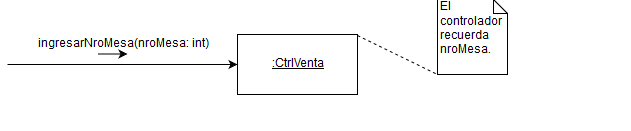 El
controlador
recuerda
nroMesa.
ingresarNroMesa(nroMesa: int)
:CtrlVenta